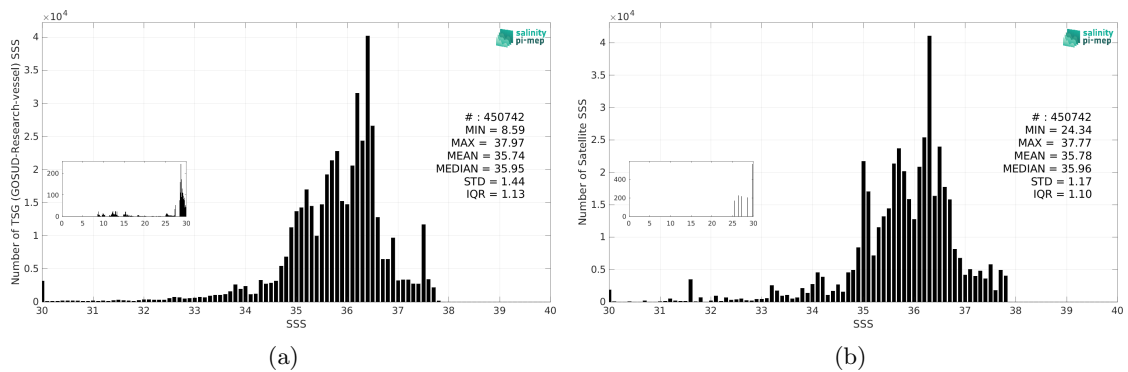 ×10⁴
4
3.5
3
2.5
2
1.5
1
0.5
0
Number of TSG (GOSUD-Research-vessel) SSS
30 31 32 33 34 35 36 37 38 39 40
SSS
salinity
pi-mep
# : 450742
MIN = 8.59
MAX = 37.97
MEAN = 35.74
MEDIAN = 35.95
STD = 1.44
IQR = 1.13
200
100
0
0 5 10 15 20 25 30
(a)
×10⁴
4
3.5
3
2.5
2
1.5
1
0.5
0
Number of Satellite SSS
30 31 32 33 34 35 36 37 38 39 40
SSS
salinity
pi-mep
# : 450742
MIN = 24.34
MAX = 37.77
MEAN = 35.78
MEDIAN = 35.96
STD = 1.17
IQR = 1.10
400
200
0
0 5 10 15 20 25 30
(b)